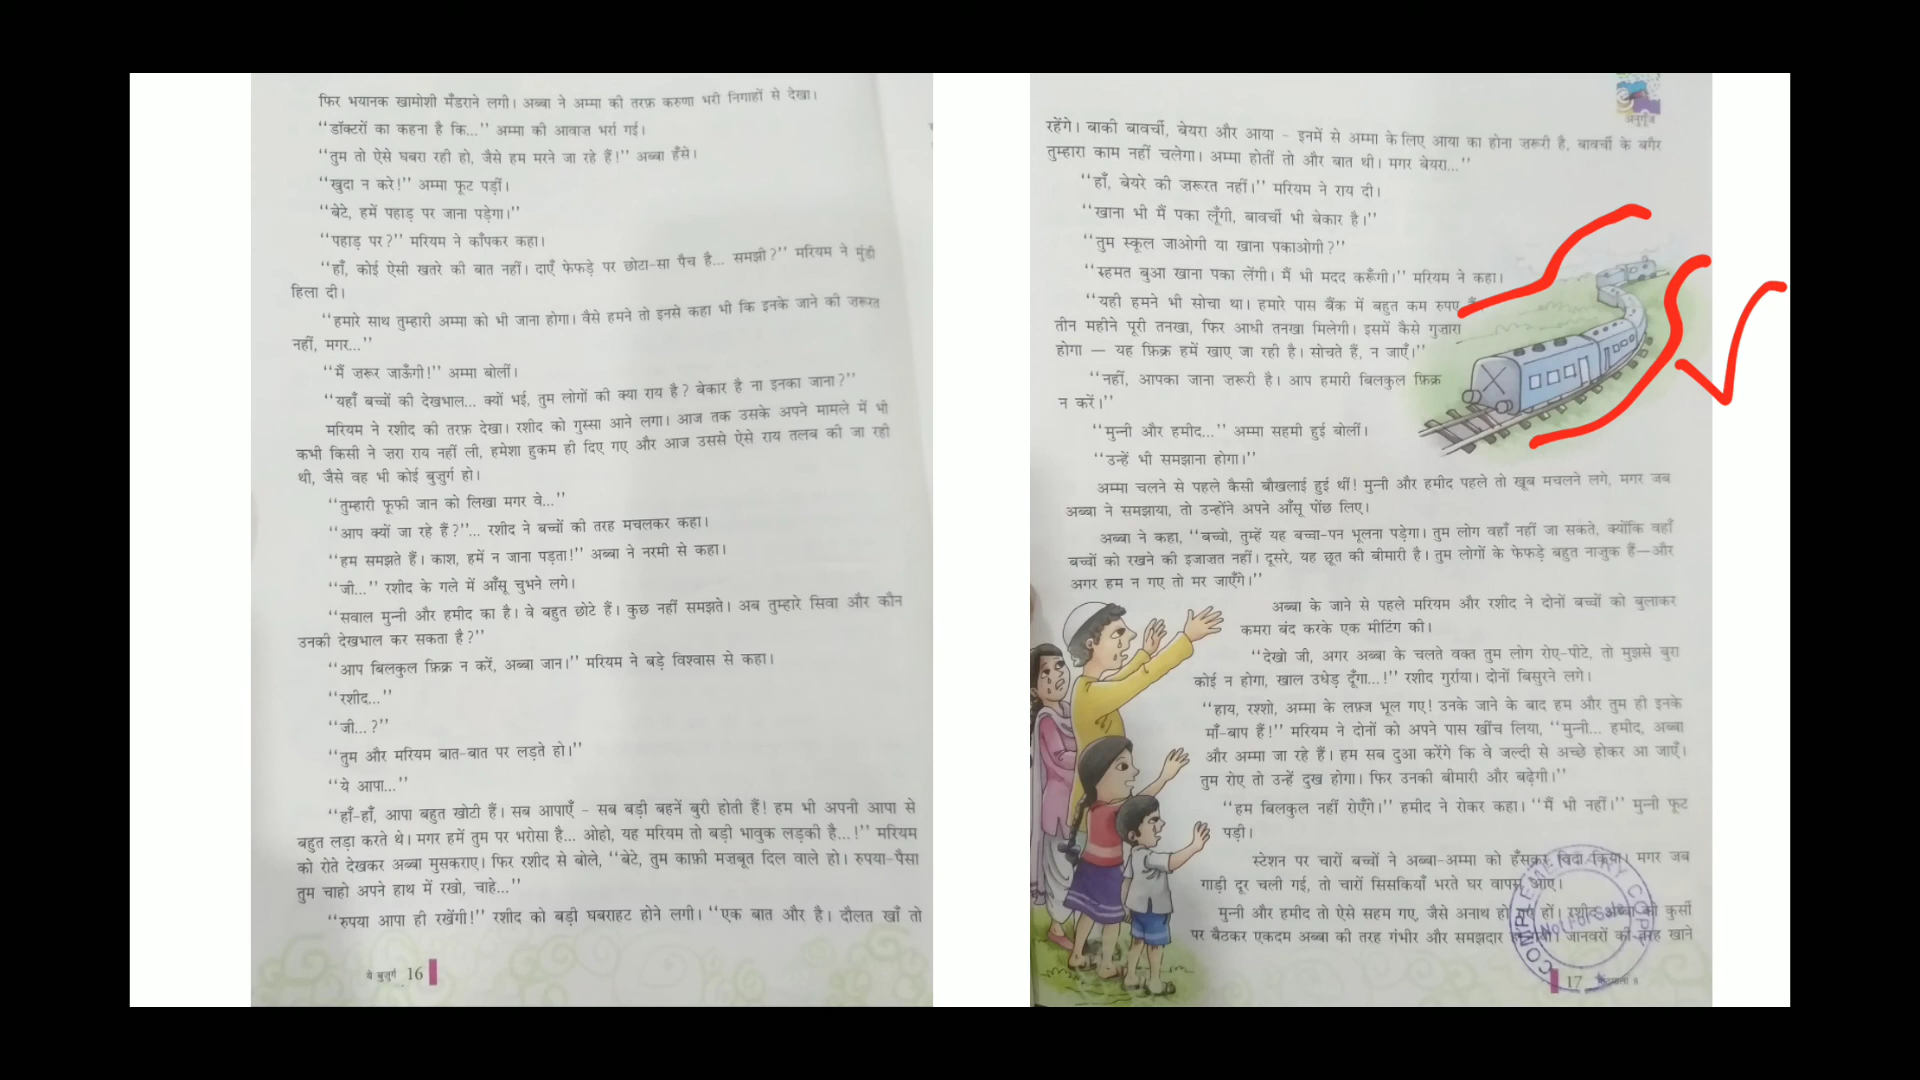 फिर भयानक खामोशी मँडराने लगी। अब्बा ने अम्मा की तरफ़ करुणा भरी निगाहों से देखा।
“डॉक्टरों का कहना है कि...” अम्मा की आवाज़ भर्रा गई।
“तुम तो ऐसे घबरा रही हो, जैसे हम मरने जा रहे हैं!” अब्बा हँसे।
“खुदा न करे!” अम्मा फूट पड़ीं।
“बेटे, हमें पहाड़ पर जाना पड़ेगा।”
“पहाड़ पर?” मरियम ने काँपकर कहा।
“हाँ, कोई ऐसी खतरे की बात नहीं। दाएँ फेफड़े पर छोटा-सा पैच है... समझी?” मरियम ने मुंडी
हिला दी।
“हमारे साथ तुम्हारी अम्मा को भी जाना होगा। वैसे हमने तो इनसे कहा भी कि इनके जाने की ज़रूरत
नहीं, मगर...”
“मैं ज़रूर जाऊँगी!” अम्मा बोलीं।
“यहाँ बच्चों की देखभाल... क्यों भई, तुम लोगों की क्या राय है? बेकार है ना इनका जाना?”
मरियम ने रशीद की तरफ़ देखा। रशीद को गुस्सा आने लगा। आज तक उसके अपने मामले में भी
कभी किसी ने ज़रा राय नहीं ली, हमेशा हुकम ही दिए गए और आज उससे ऐसे राय तलब की जा रही
थी, जैसे वह भी कोई बुज़ुर्ग हो।
“तुम्हारी फूफी जान को लिखा मगर वे...”
“आप क्यों जा रहे हैं?”... रशीद ने बच्चों की तरह मचलकर कहा।
“हम समझते हैं। काश, हमें न जाना पड़ता!” अब्बा ने नरमी से कहा।
“जी...” रशीद के गले में आँसू चुभने लगे।
“सवाल मुन्नी और हमीद का है। वे बहुत छोटे हैं। कुछ नहीं समझते। अब तुम्हारे सिवा और कौन
उनकी देखभाल कर सकता है?”
“आप बिलकुल फ़िक्र न करें, अब्बा जान।” मरियम ने बड़े विश्वास से कहा।
“रशीद...”
“जी...?”
“तुम और मरियम बात-बात पर लड़ते हो।”
“ये आपा...”
“हाँ-हाँ, आपा बहुत खोटी हैं। सब आपाएँ - सब बड़ी बहनें बुरी होती हैं! हम भी अपनी आपा से
बहुत लड़ा करते थे। मगर हमें तुम पर भरोसा है... ओहो, यह मरियम तो बड़ी भावुक लड़की है...!” मरियम
को रोते देखकर अब्बा मुसकराए। फिर रशीद से बोले, “बेटे, तुम काफ़ी मज़बूत दिल वाले हो। रुपया-पैसा
तुम चाहो अपने हाथ में रखो, चाहे...”
“रुपया आपा ही रखेंगी!” रशीद को बड़ी घबराहट होने लगी। “एक बात और है। दौलत खाँ तो
ये बुज़ुर्ग 16
अनुगूँज
रहेंगे। बाकी बावर्ची, बेयरा और आया - इनमें से अम्मा के लिए आया का होना ज़रूरी है, बावर्ची के बगैर
तुम्हारा काम नहीं चलेगा। अम्मा होतीं तो और बात थी। मगर बेयरा...”
“हाँ, बेयरे की ज़रूरत नहीं।” मरियम ने राय दी।
“खाना भी मैं पका लूँगी, बावर्ची भी बेकार है।”
“तुम स्कूल जाओगी या खाना पकाओगी?”
“रहमत बुआ खाना पका लेंगी। मैं भी मदद करूँगी।” मरियम ने कहा।
“यही हमने भी सोचा था। हमारे पास बैंक में बहुत कम रुपए
तीन महीने पूरी तनखा, फिर आधी तनखा मिलेगी। इसमें कैसे गुज़ारा
होगा — यह फ़िक्र हमें खाए जा रही है। सोचते हैं, न जाएँ।”
“नहीं, आपका जाना ज़रूरी है। आप हमारी बिलकुल फ़िक्र
न करें।”
“मुन्नी और हमीद...” अम्मा सहमी हुई बोलीं।
“उन्हें भी समझाना होगा।”
अम्मा चलने से पहले कैसी बौखलाई हुई थीं! मुन्नी और हमीद पहले तो खूब मचलने लगे, मगर जब
अब्बा ने समझाया, तो उन्होंने अपने आँसू पोंछ लिए।
अब्बा ने कहा, “बच्चो, तुम्हें यह बच्चा-पन भूलना पड़ेगा। तुम लोग वहाँ नहीं जा सकते, क्योंकि वहाँ
बच्चों को रखने की इजाज़त नहीं। दूसरे, यह छूत की बीमारी है। तुम लोगों के फेफड़े बहुत नाज़ुक हैं—और
अगर हम न गए तो मर जाएँगे।”
अब्बा के जाने से पहले मरियम और रशीद ने दोनों बच्चों को बुलाकर
कमरा बंद करके एक मीटिंग की।
“देखो जी, अगर अब्बा के चलते वक्त तुम लोग रोए-पीटे, तो मुझसे बुरा
कोई न होगा, खाल उधेड़ दूँगा...!” रशीद गुर्राया। दोनों बिसुरने लगे।
“हाय, रश्शो, अम्मा के लफ़्ज़ भूल गए! उनके जाने के बाद हम और तुम ही इनके
माँ-बाप हैं!” मरियम ने दोनों को अपने पास खींच लिया, “मुन्नी... हमीद, अब्बा
और अम्मा जा रहे हैं। हम सब दुआ करेंगे कि वे जल्दी से अच्छे होकर आ जाएँ।
तुम रोए तो उन्हें दुख होगा। फिर उनकी बीमारी और बढ़ेगी।”
“हम बिलकुल नहीं रोएँगे।” हमीद ने रोकर कहा। “मैं भी नहीं।” मुन्नी फूट
पड़ी।
स्टेशन पर चारों बच्चों ने अब्बा-अम्मा को हँसकर विदा किया। मगर जब
गाड़ी दूर चली गई, तो चारों सिसकियाँ भरते घर वापस आए।
मुन्नी और हमीद तो ऐसे सहम गए, जैसे अनाथ हो गए हों। रशीद अब्बा की कुर्सी
पर बैठकर एकदम अब्बा की तरह गंभीर और समझदार हो जानवरों की तरह खाने
COMPLEMENTARY COPY
Not For Sale
17